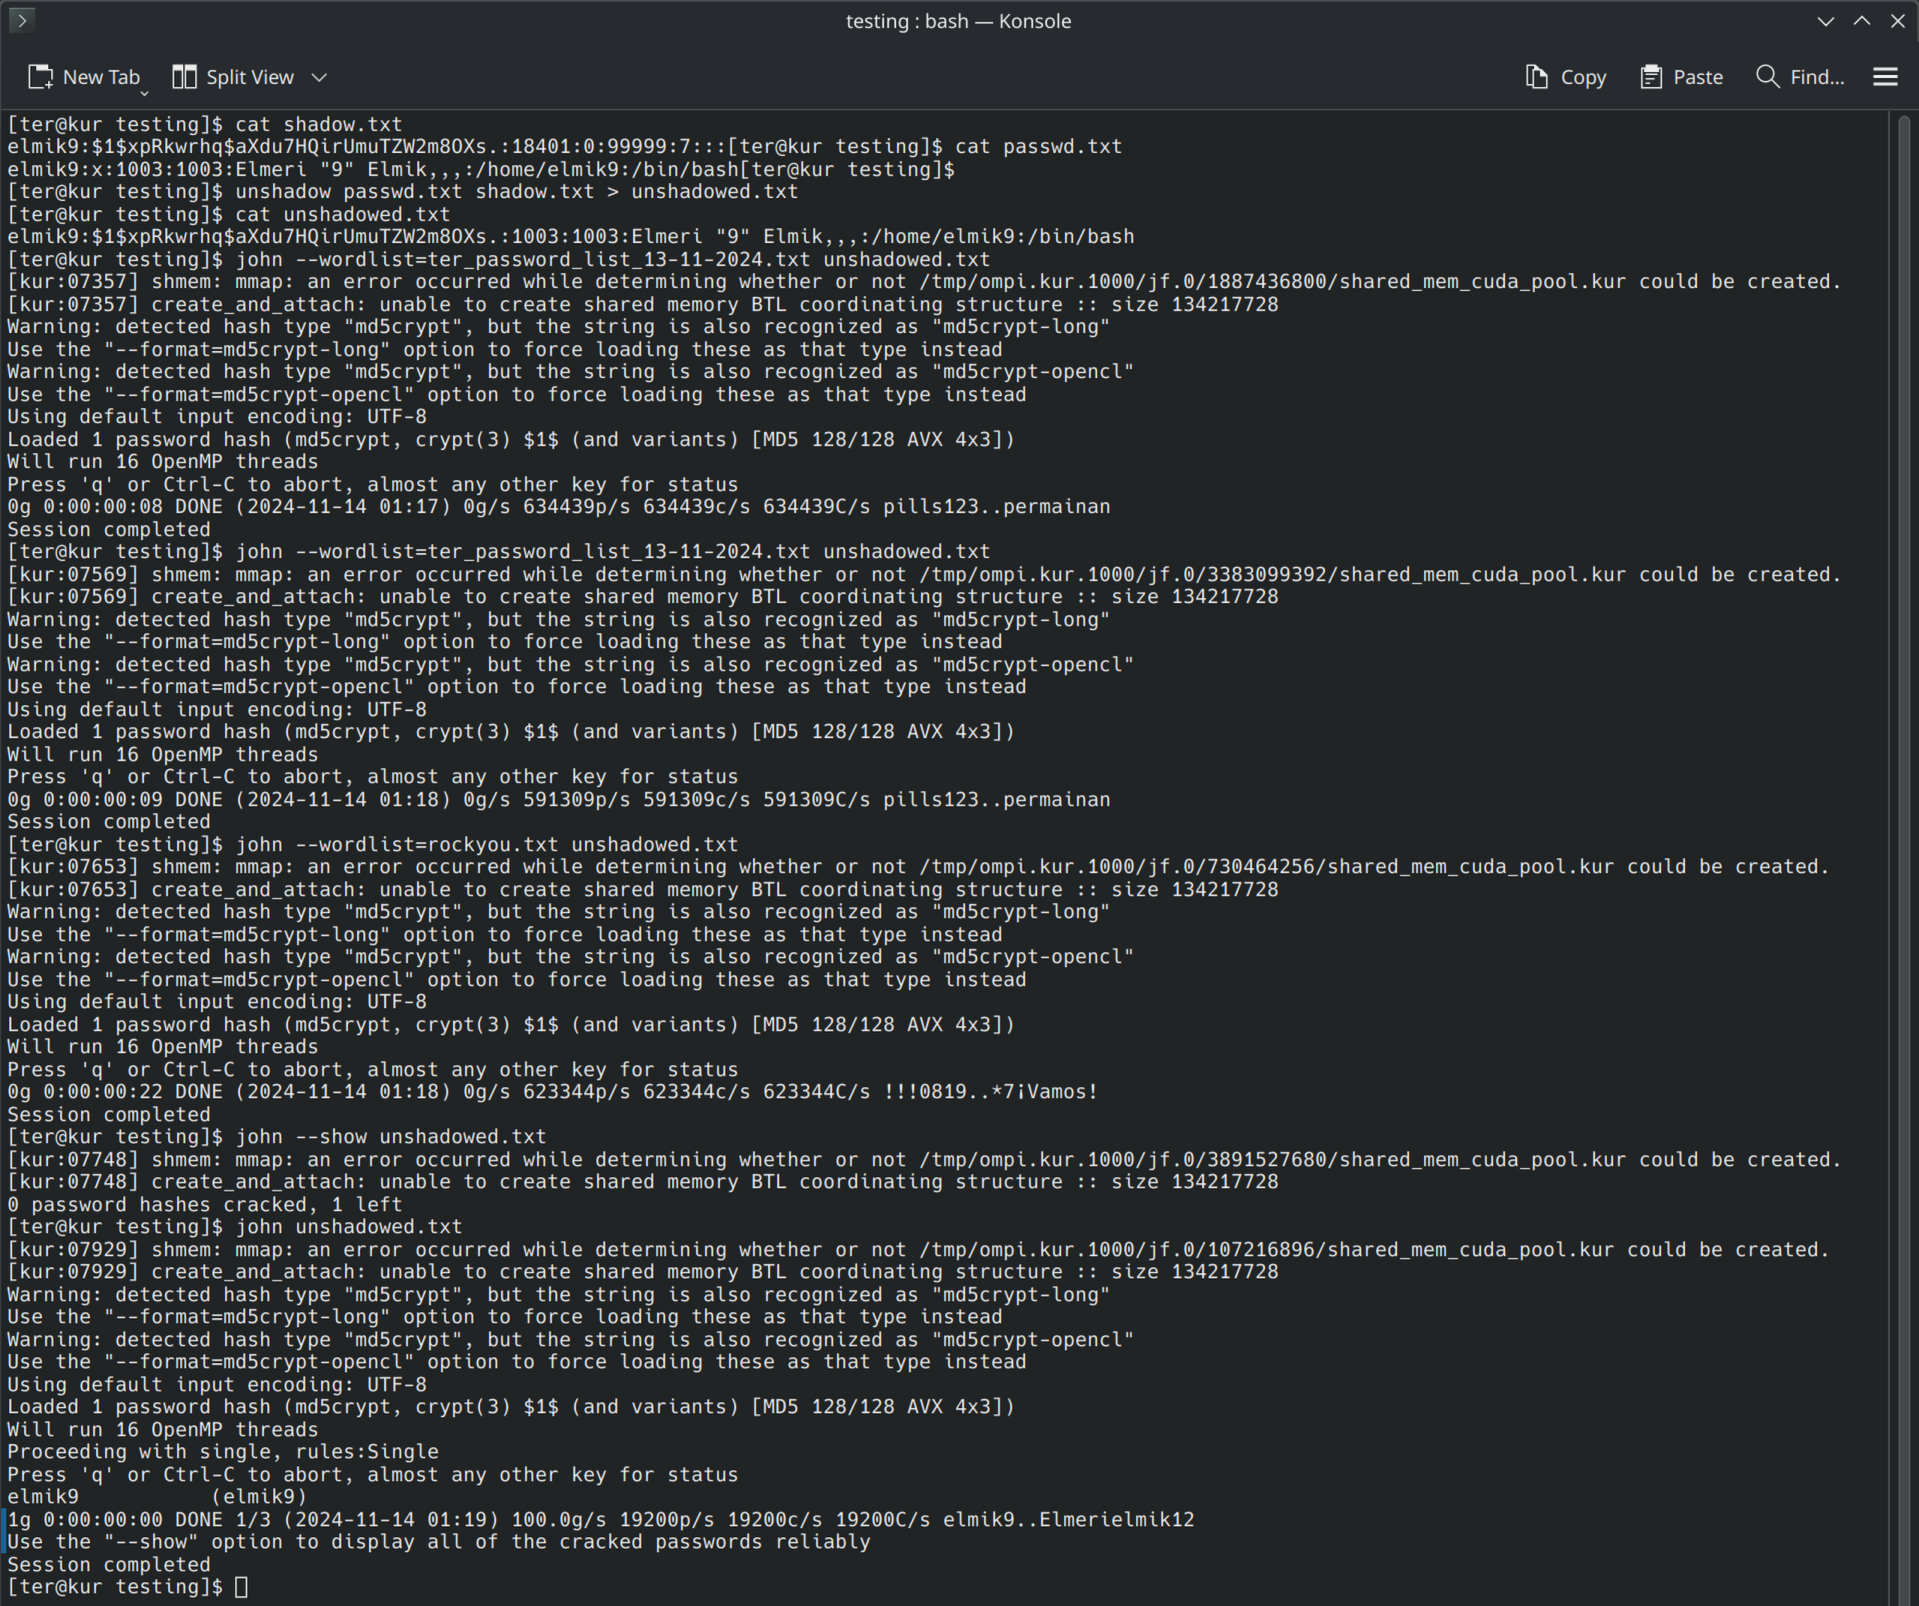 testing : bash — Konsole
New Tab Split View Copy Paste Find...
[ter@kur testing]$ cat shadow.txt
elmik9:$1$xpRkwrhq$aXdu7HQirUmuTZW2m8OXs.:18401:0:99999:7:::[ter@kur testing]$ cat passwd.txt
elmik9:x:1003:1003:Elmeri "9" Elmik,,,:/home/elmik9:/bin/bash[ter@kur testing]$
[ter@kur testing]$ unshadow passwd.txt shadow.txt > unshadowed.txt
[ter@kur testing]$ cat unshadowed.txt
elmik9:$1$xpRkwrhq$aXdu7HQirUmuTZW2m8OXs.:1003:1003:Elmeri "9" Elmik,,,:/home/elmik9:/bin/bash
[ter@kur testing]$ john --wordlist=ter_password_list_13-11-2024.txt unshadowed.txt
[kur:07357] shmem: mmap: an error occurred while determining whether or not /tmp/ompi.kur.1000/jf.0/1887436800/shared_mem_cuda_pool.kur could be created.
[kur:07357] create_and_attach: unable to create shared memory BTL coordinating structure :: size 134217728
Warning: detected hash type "md5crypt", but the string is also recognized as "md5crypt-long"
Use the "--format=md5crypt-long" option to force loading these as that type instead
Warning: detected hash type "md5crypt", but the string is also recognized as "md5crypt-opencl"
Use the "--format=md5crypt-opencl" option to force loading these as that type instead
Using default input encoding: UTF-8
Loaded 1 password hash (md5crypt, crypt(3) $1$ (and variants) [MD5 128/128 AVX 4x3])
Will run 16 OpenMP threads
Press 'q' or Ctrl-C to abort, almost any other key for status
0g 0:00:00:08 DONE (2024-11-14 01:17) 0g/s 634439p/s 634439c/s 634439C/s pills123..permainan
Session completed
[ter@kur testing]$ john --wordlist=ter_password_list_13-11-2024.txt unshadowed.txt
[kur:07569] shmem: mmap: an error occurred while determining whether or not /tmp/ompi.kur.1000/jf.0/3383099392/shared_mem_cuda_pool.kur could be created.
[kur:07569] create_and_attach: unable to create shared memory BTL coordinating structure :: size 134217728
Warning: detected hash type "md5crypt", but the string is also recognized as "md5crypt-long"
Use the "--format=md5crypt-long" option to force loading these as that type instead
Warning: detected hash type "md5crypt", but the string is also recognized as "md5crypt-opencl"
Use the "--format=md5crypt-opencl" option to force loading these as that type instead
Using default input encoding: UTF-8
Loaded 1 password hash (md5crypt, crypt(3) $1$ (and variants) [MD5 128/128 AVX 4x3])
Will run 16 OpenMP threads
Press 'q' or Ctrl-C to abort, almost any other key for status
0g 0:00:00:09 DONE (2024-11-14 01:18) 0g/s 591309p/s 591309c/s 591309C/s pills123..permainan
Session completed
[ter@kur testing]$ john --wordlist=rockyou.txt unshadowed.txt
[kur:07653] shmem: mmap: an error occurred while determining whether or not /tmp/ompi.kur.1000/jf.0/730464256/shared_mem_cuda_pool.kur could be created.
[kur:07653] create_and_attach: unable to create shared memory BTL coordinating structure :: size 134217728
Warning: detected hash type "md5crypt", but the string is also recognized as "md5crypt-long"
Use the "--format=md5crypt-long" option to force loading these as that type instead
Warning: detected hash type "md5crypt", but the string is also recognized as "md5crypt-opencl"
Use the "--format=md5crypt-opencl" option to force loading these as that type instead
Using default input encoding: UTF-8
Loaded 1 password hash (md5crypt, crypt(3) $1$ (and variants) [MD5 128/128 AVX 4x3])
Will run 16 OpenMP threads
Press 'q' or Ctrl-C to abort, almost any other key for status
0g 0:00:00:22 DONE (2024-11-14 01:18) 0g/s 623344p/s 623344c/s 623344C/s !!!0819..*7¡Vamos!
Session completed
[ter@kur testing]$ john --show unshadowed.txt
[kur:07748] shmem: mmap: an error occurred while determining whether or not /tmp/ompi.kur.1000/jf.0/3891527680/shared_mem_cuda_pool.kur could be created.
[kur:07748] create_and_attach: unable to create shared memory BTL coordinating structure :: size 134217728
0 password hashes cracked, 1 left
[ter@kur testing]$ john unshadowed.txt
[kur:07929] shmem: mmap: an error occurred while determining whether or not /tmp/ompi.kur.1000/jf.0/107216896/shared_mem_cuda_pool.kur could be created.
[kur:07929] create_and_attach: unable to create shared memory BTL coordinating structure :: size 134217728
Warning: detected hash type "md5crypt", but the string is also recognized as "md5crypt-long"
Use the "--format=md5crypt-long" option to force loading these as that type instead
Warning: detected hash type "md5crypt", but the string is also recognized as "md5crypt-opencl"
Use the "--format=md5crypt-opencl" option to force loading these as that type instead
Using default input encoding: UTF-8
Loaded 1 password hash (md5crypt, crypt(3) $1$ (and variants) [MD5 128/128 AVX 4x3])
Will run 16 OpenMP threads
Proceeding with single, rules:Single
Press 'q' or Ctrl-C to abort, almost any other key for status
elmik9           (elmik9)
1g 0:00:00:00 DONE 1/3 (2024-11-14 01:19) 100.0g/s 19200p/s 19200c/s 19200C/s elmik9..Elmerielmik12
Use the "--show" option to display all of the cracked passwords reliably
Session completed
[ter@kur testing]$